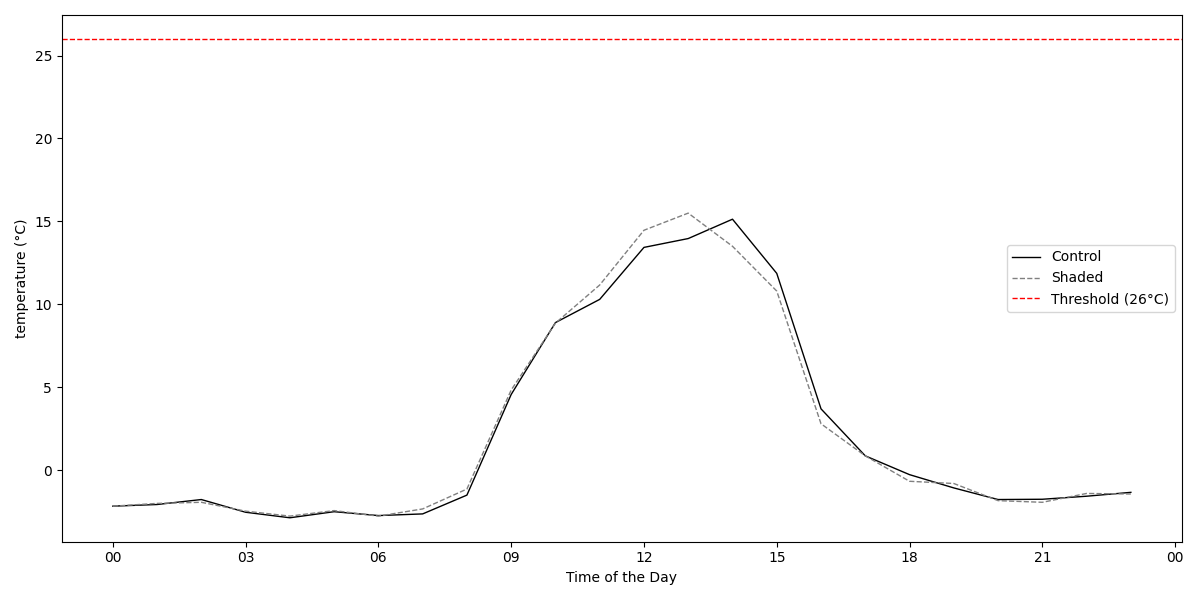 25
20
15
10
5
0
temperature (°C)
00 03 06 09 12 15 18 21 00
Time of the Day
Control
Shaded
Threshold (26°C)